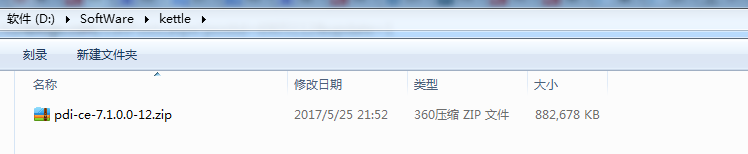 软件 (D:) SoftWare kettle
刻录 新建文件夹
名称 修改日期 类型 大小
pdi-ce-7.1.0.0-12.zip 2017/5/25 21:52 360压缩 ZIP 文件 882,678 KB